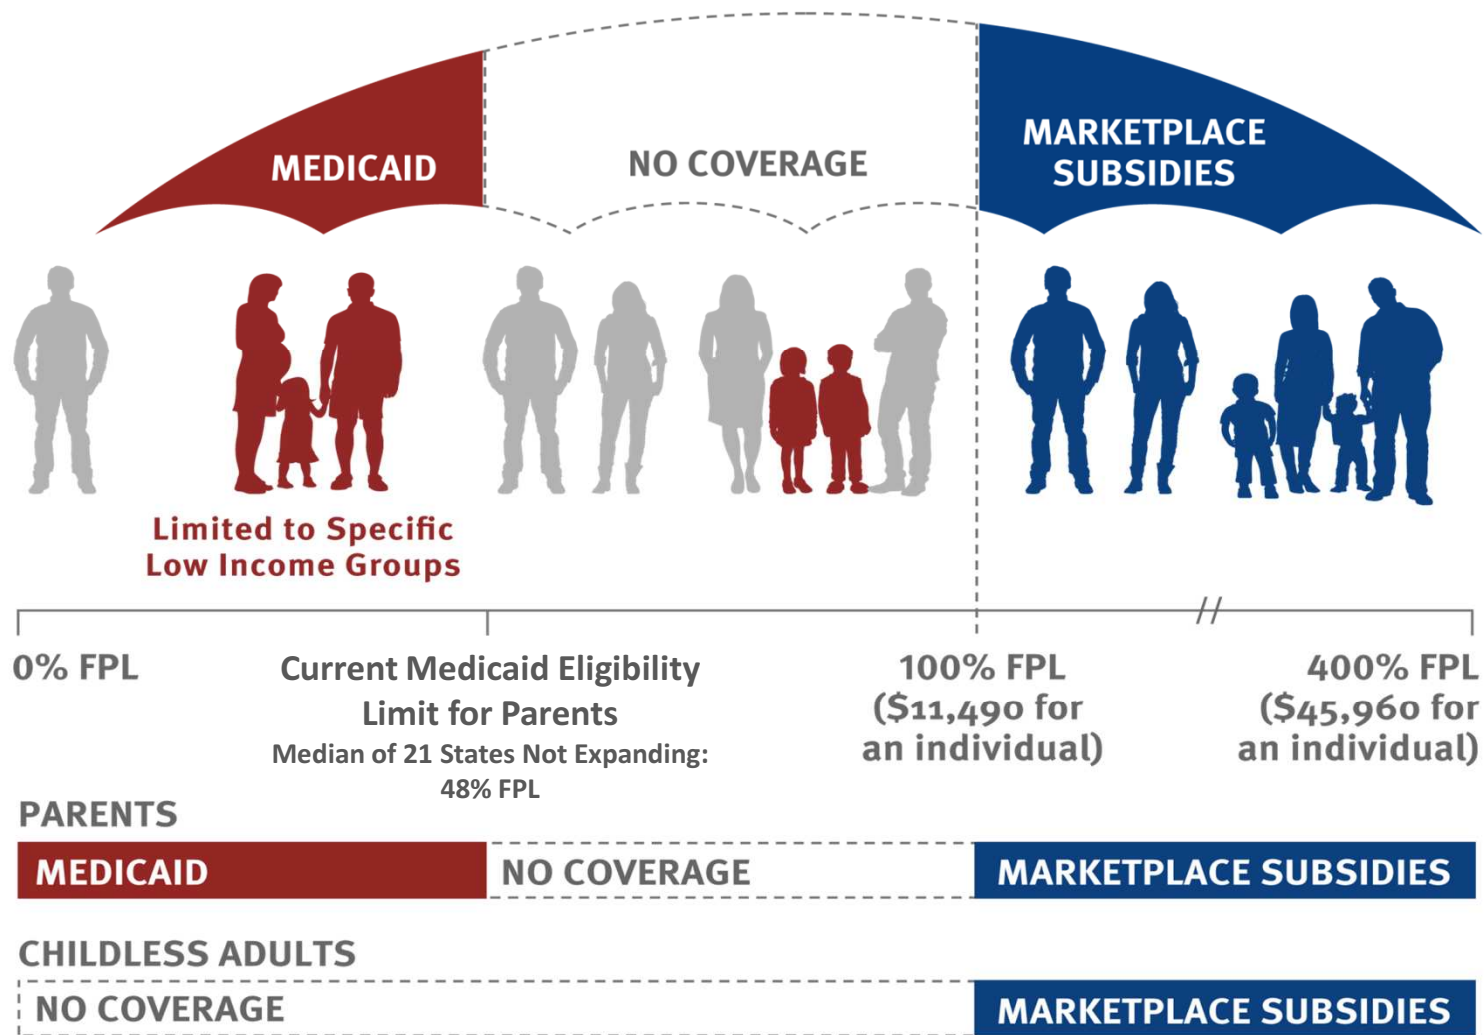 MEDICAID
NO COVERAGE
MARKETPLACE
SUBSIDIES
Limited to Specific
Low Income Groups
0% FPL
Current Medicaid Eligibility
Limit for Parents
Median of 21 States Not Expanding:
48% FPL
100% FPL
($11,490 for
an individual)
400% FPL
($45,960 for
an individual)
PARENTS
MEDICAID
NO COVERAGE
MARKETPLACE SUBSIDIES
CHILDLESS ADULTS
NO COVERAGE
MARKETPLACE SUBSIDIES